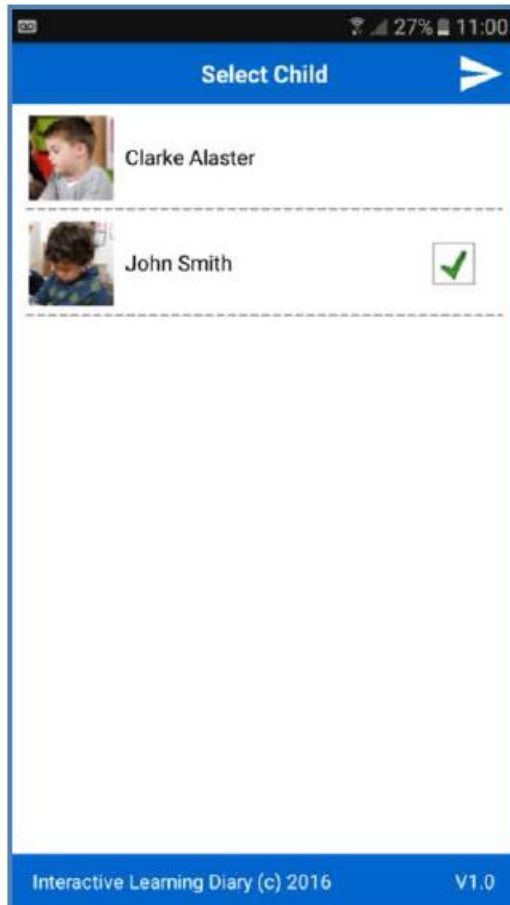 27% 11:00
Select Child
Clarke Alaster
John Smith
Interactive Learning Diary (c) 2016 V1.0